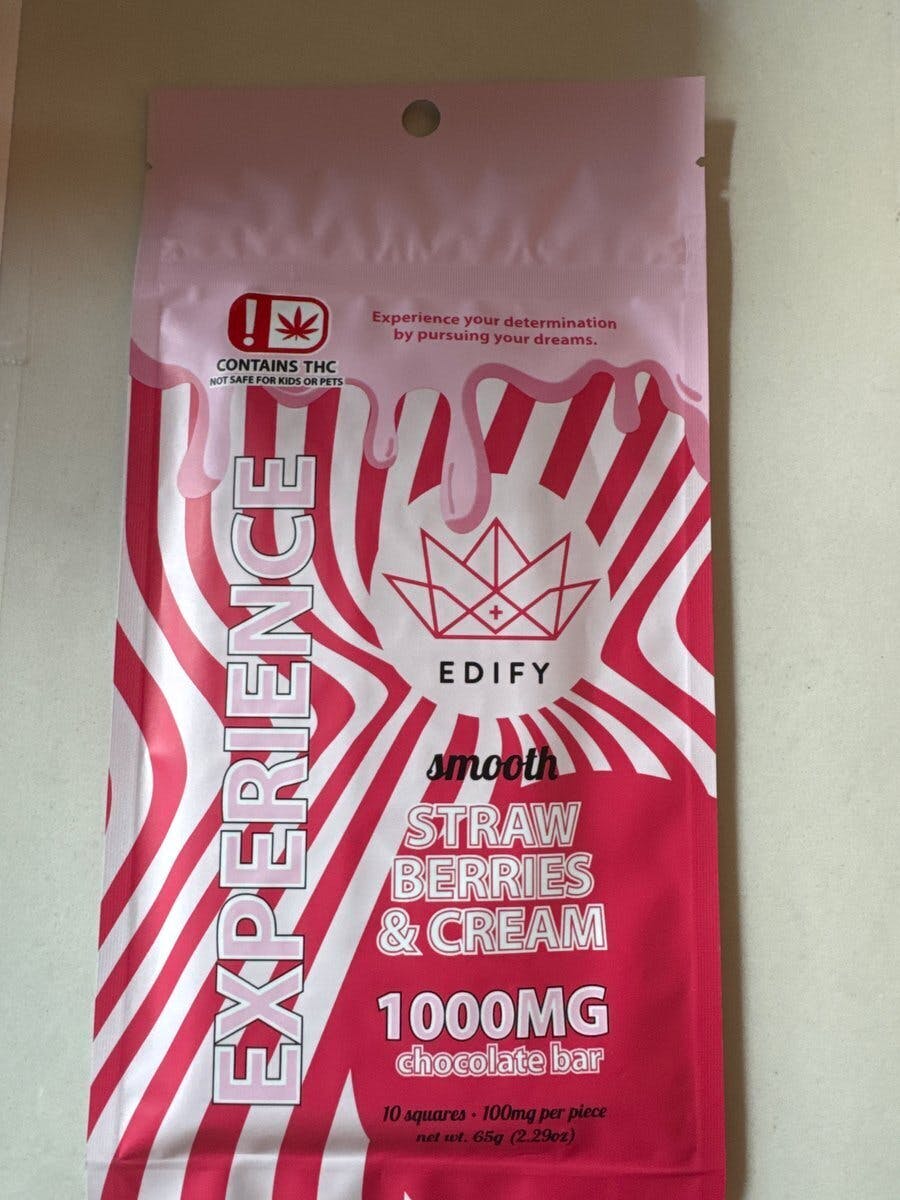 !
CONTAINS THC
NOT SAFE FOR KIDS OR PETS
Experience your determination
by pursuing your dreams.
EXPERIENCE
EDIFY
smooth
STRAW
BERRIES
& CREAM
1000MG
chocolate bar
10 squares • 100mg per piece
net wt. 65g (2.29oz)